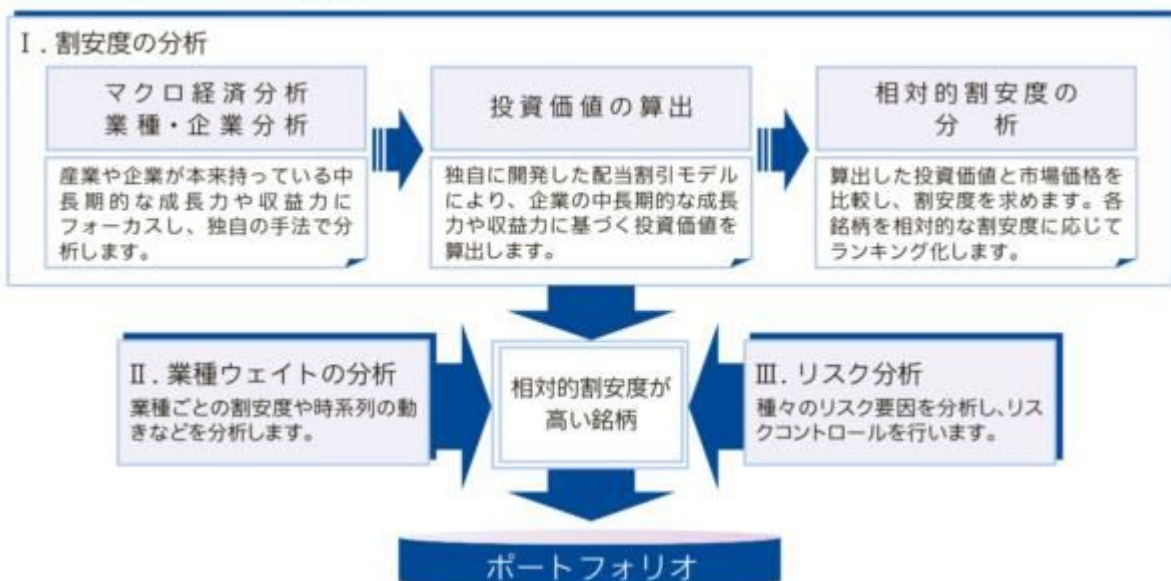 Ⅰ．割安度の分析
マクロ経済分析
業種・企業分析
産業や企業が本来持っている中
長期的な成長力や収益力に
フォーカスし、独自の手法で分
析します。
投資価値の算出
独自に開発した配当割引モデル
により、企業の中長期的な成長
力や収益力に基づく投資価値を
算出します。
相対的割安度の
分　析
算出した投資価値と市場価格を
比較し、割安度を求めます。各
銘柄を相対的な割安度に応じて
ランキング化します。
Ⅱ．業種ウェイトの分析
業種ごとの割安度や時系列の動
きなどを分析します。
相対的割安度が
高い銘柄
Ⅲ．リスク分析
種々のリスク要因を分析し、リス
クコントロールを行います。
ポートフォリオ